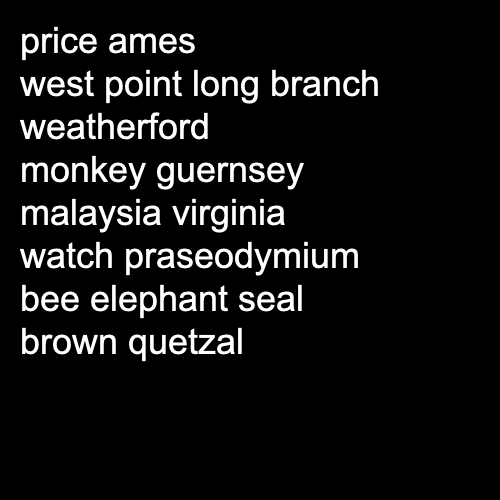 price ames
west point long branch
weatherford
monkey guernsey
malaysia virginia
watch praseodymium
bee elephant seal
brown quetzal